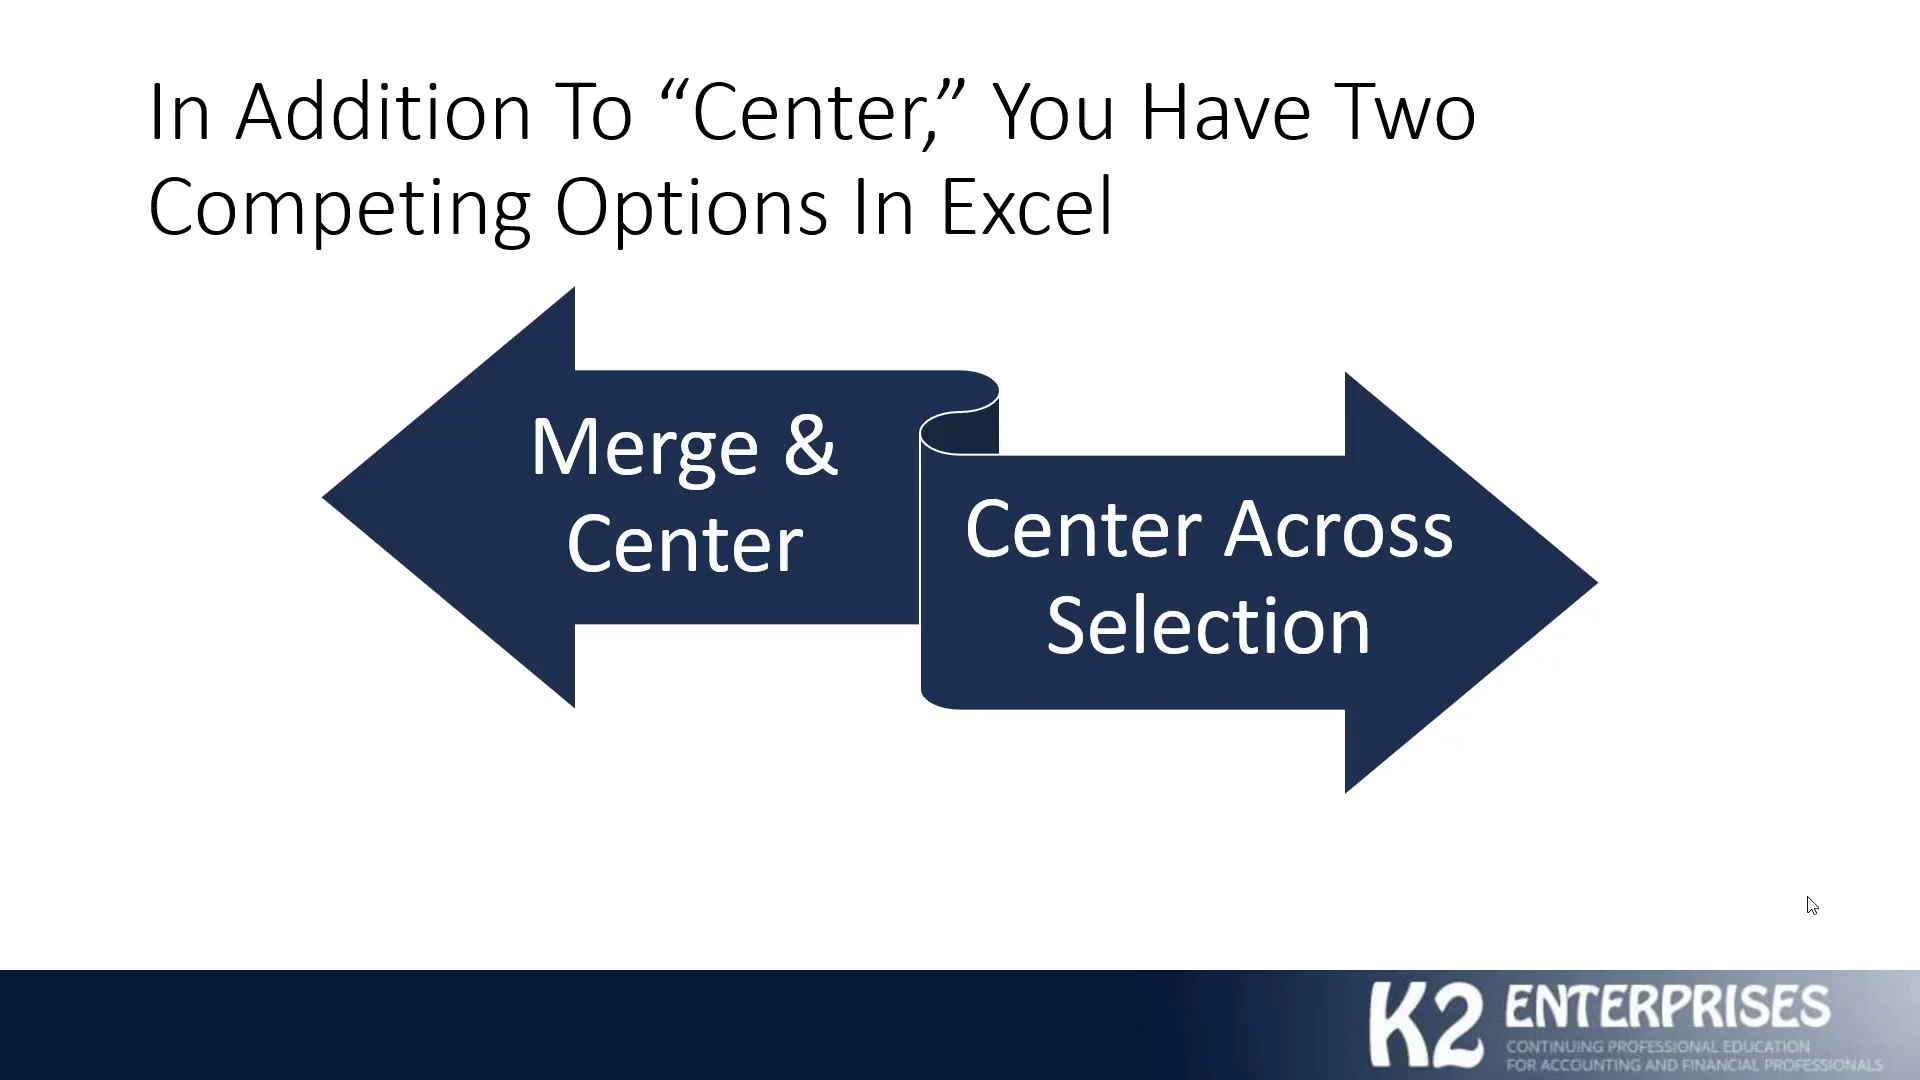 In Addition To “Center,” You Have Two
Competing Options In Excel
Merge &
Center
Center Across
Selection
K2 ENTERPRISES
CONTINUING PROFESSIONAL EDUCATION
FOR ACCOUNTING AND FINANCIAL PROFESSIONALS